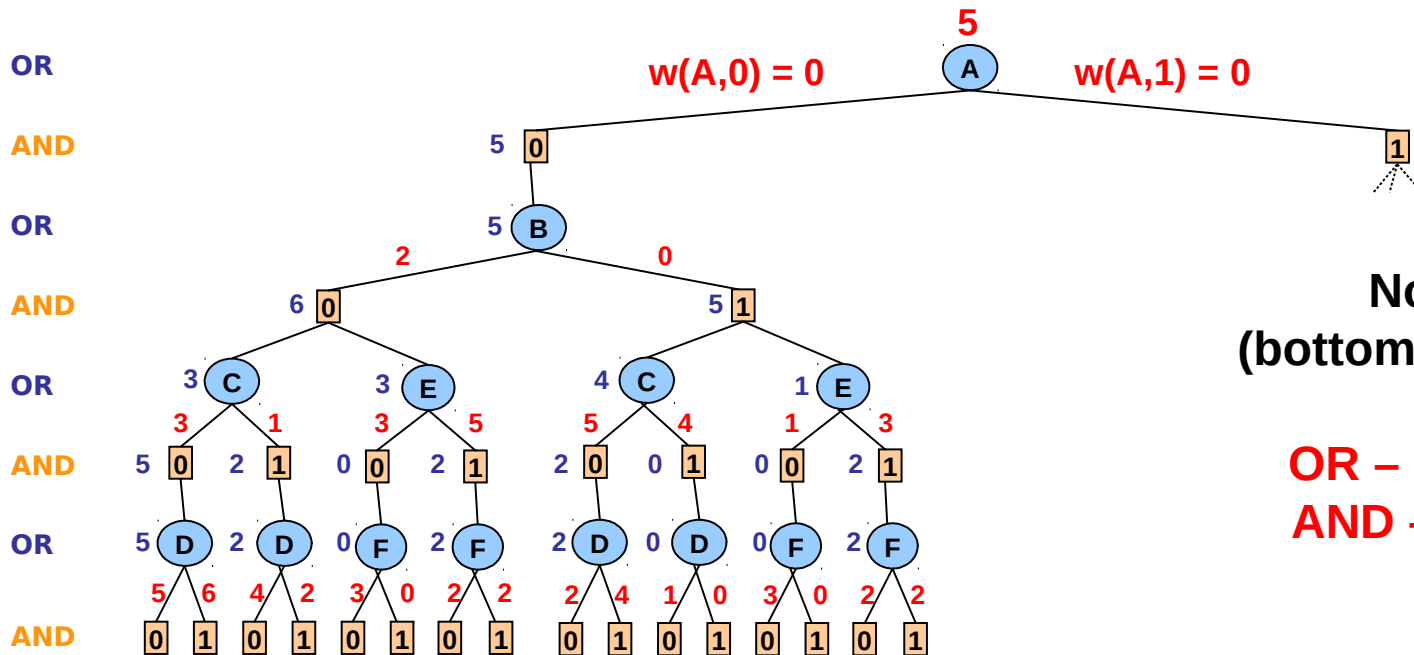 5
OR w(A,0) = 0 A w(A,1) = 0
AND 5 0 1
OR 5 B
2 0
AND 6 0 5 1
No
(bottom
OR 3 C 3 E 4 C 1 E
3 1 3 5 5 4 1 3
AND 5 0 2 1 0 0 2 1 2 0 0 1 0 0 2 1
OR –
AND -
OR 5 D 2 D 0 F 2 F 2 D 0 D 0 F 2 F
5 6 4 2 3 0 2 2 2 4 1 0 3 0 2 2
AND 0 1 0 1 0 1 0 1 0 1 0 1 0 1 0 1